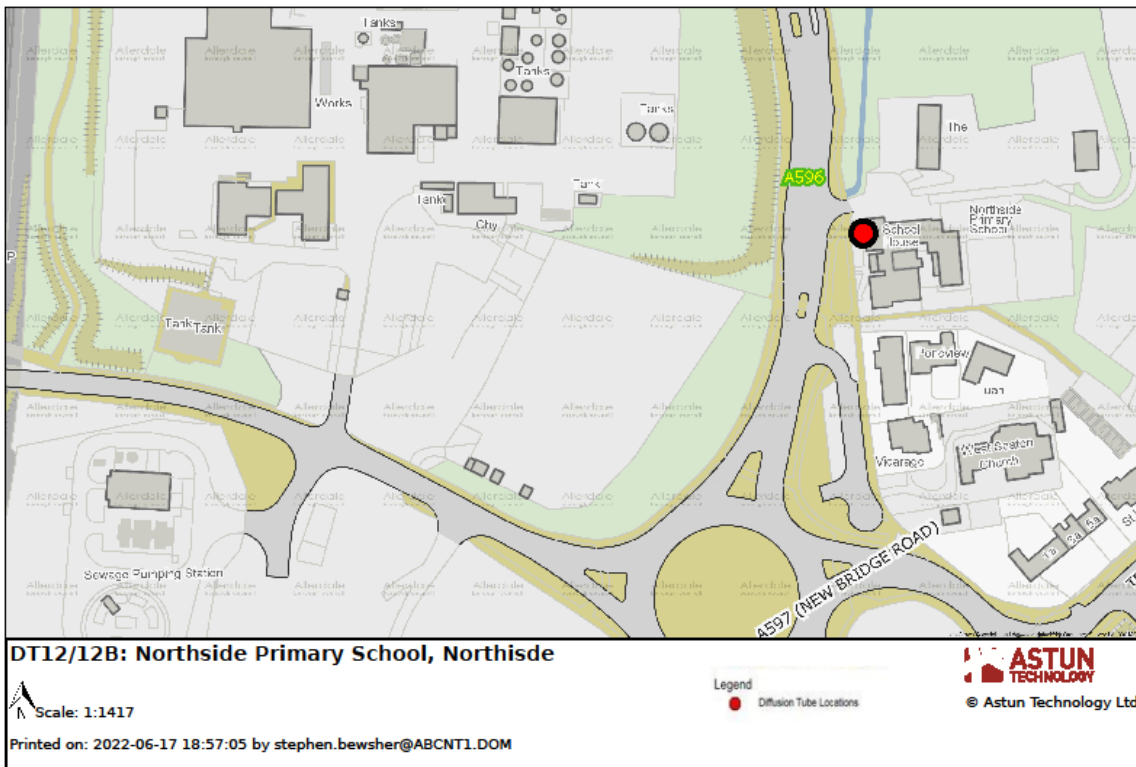 Tanks
Tanks
Works
Tanks
The
A596
Tank
Tank
Chy
Northside
Primary
School
School
House
P
Tank
Tank
Pondview
Vicarage
West Seaton
Church
Sewage Pumping Station
A597 (NEW BRIDGE ROAD)
DT12/12B: Northside Primary School, Northisde
Scale: 1:1417
N
Printed on: 2022-06-17 18:57:05 by stephen.bewsher@ABCNT1.DOM
Legend
Diffusion Tube Locations
ASTUN
TECHNOLOGY
© Astun Technology Ltd